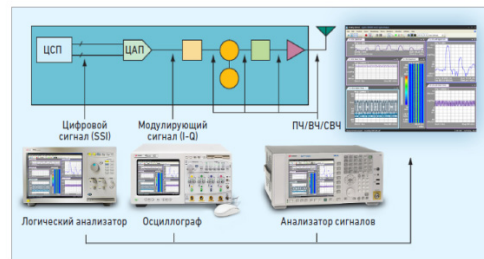 ЦСП
ЦАП
Цифровой
сигнал (SSI)
Модулирующий
сигнал (I-Q)
ПЧ/ВЧ/СВЧ
Логический анализатор
Осциллограф
Анализатор сигналов